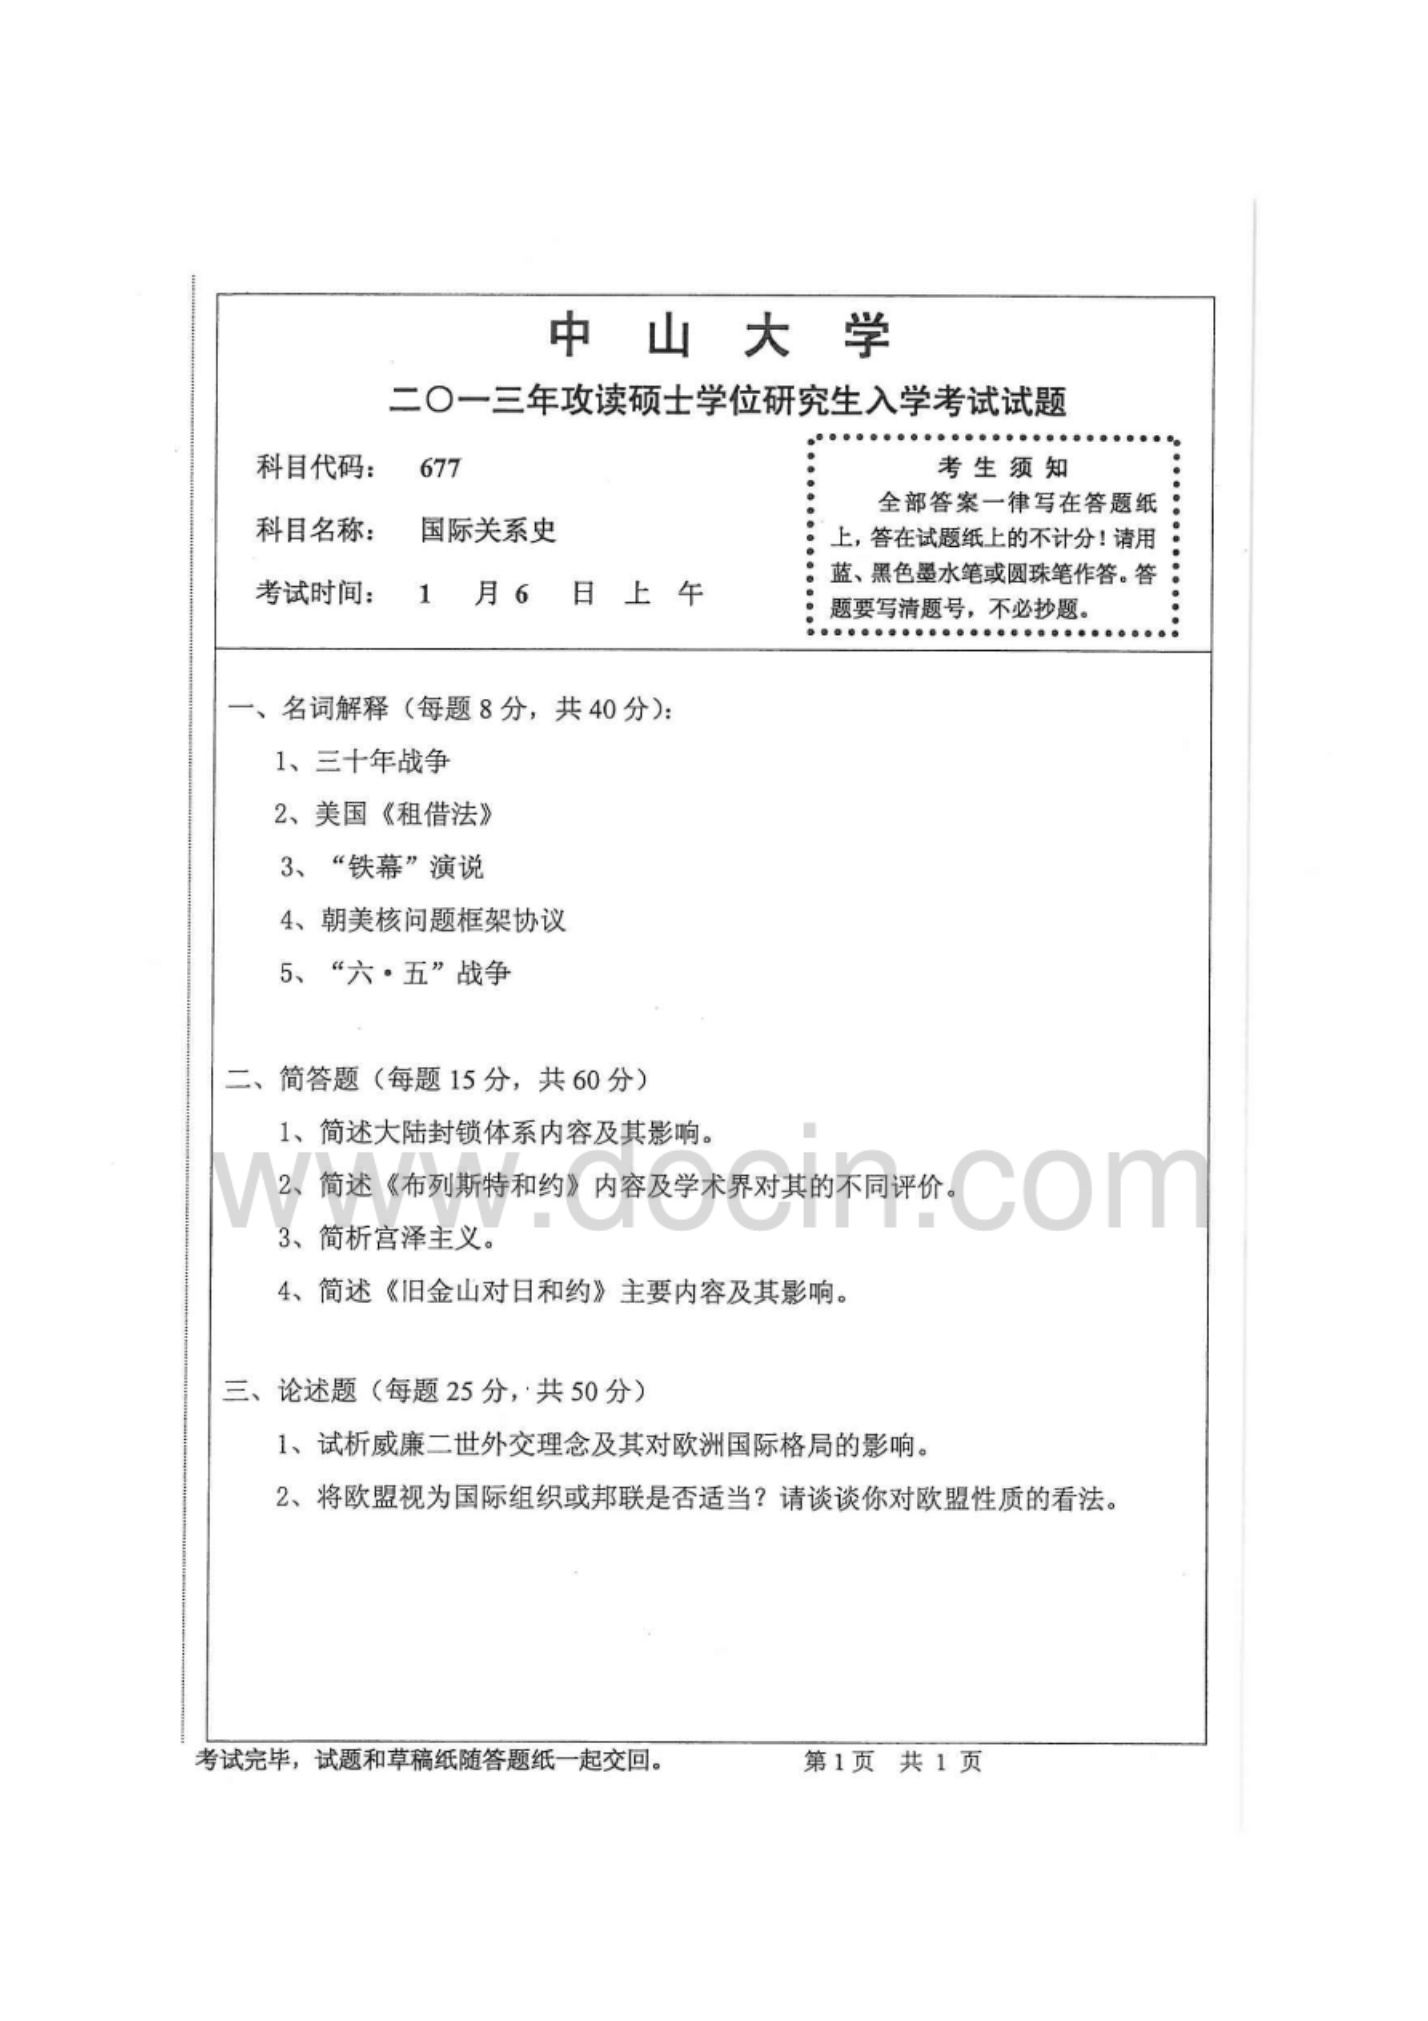 中 山 大 学
二〇一三年攻读硕士学位研究生入学考试试题
科目代码： 677
科目名称： 国际关系史
考试时间： 1 月 6 日 上 午
考 生 须 知
全部答案一律写在答题纸
上，答在试题纸上的不计分！请用
蓝、黑色墨水笔或圆珠笔作答。答
题要写清题号，不必抄题。
一、名词解释（每题 8 分，共 40 分）：
1、三十年战争
2、美国《租借法》
3、“铁幕”演说
4、朝美核问题框架协议
5、“六·五”战争
二、简答题（每题 15 分，共 60 分）
1、简述大陆封锁体系内容及其影响。
2、简述《布列斯特和约》内容及学术界对其的不同评价。
3、简析宫泽主义。
4、简述《旧金山对日和约》主要内容及其影响。
www.docin.com
三、论述题（每题 25 分，共 50 分）
1、试析威廉二世外交理念及其对欧洲国际格局的影响。
2、将欧盟视为国际组织或邦联是否适当？请谈谈你对欧盟性质的看法。
考试完毕，试题和草稿纸随答题纸一起交回。 第 1 页 共 1 页